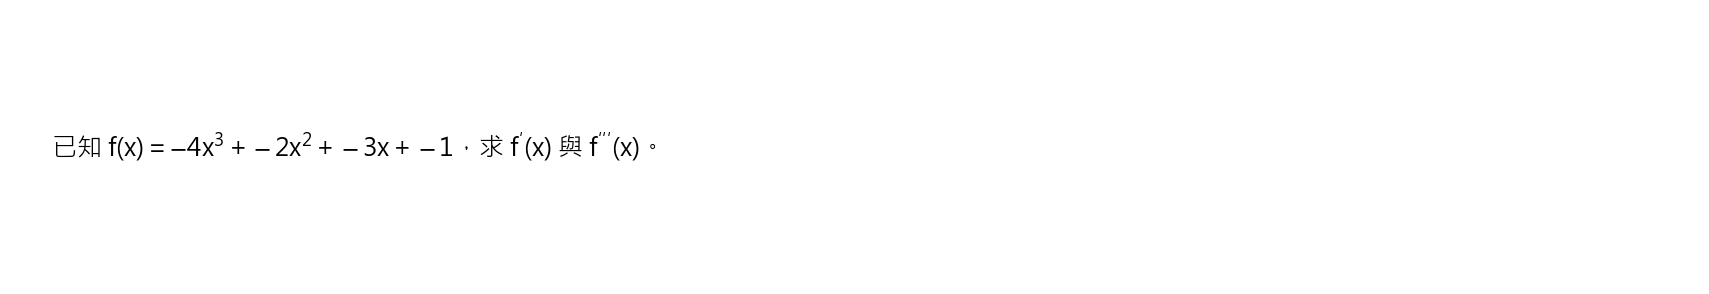 已知 f(x) = −4x³ + −2x² + −3x + −1，求 f′(x) 與 f′′′(x)。